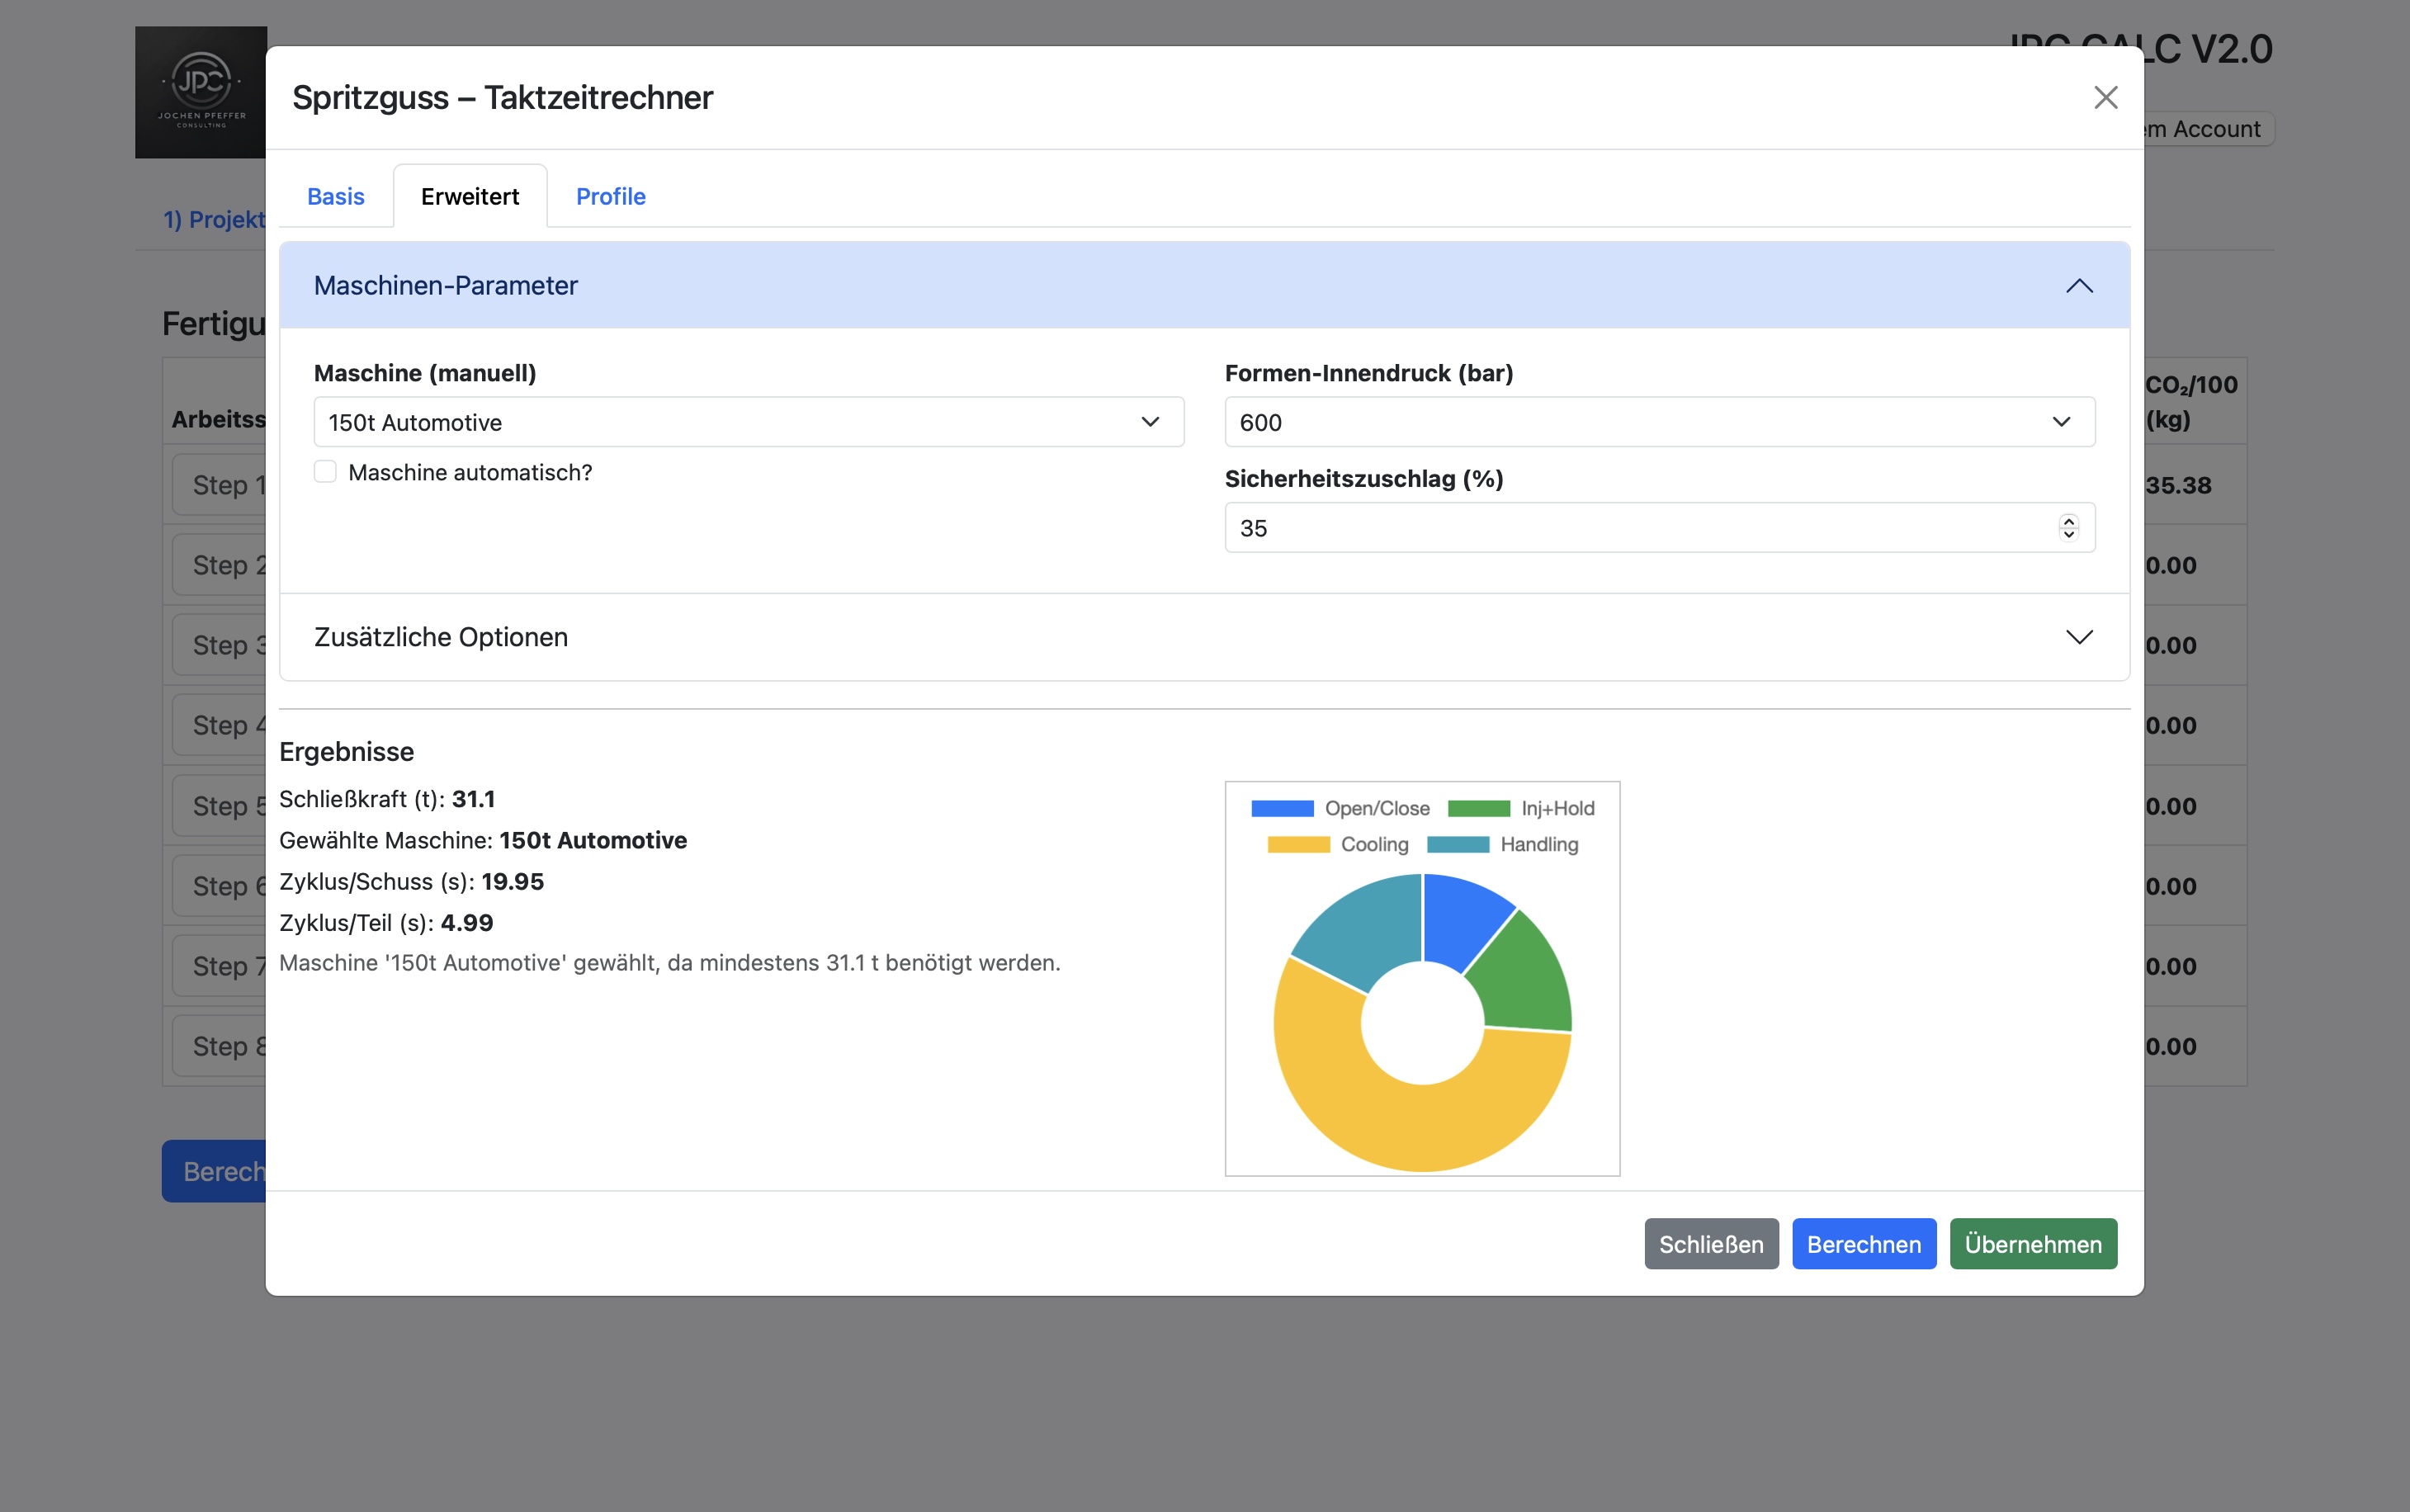 JPC
JOCHEN PFEFFER
CONSULTING
Spritzguss – Taktzeitrechner
LC V2.0
Account
Basis
Erweitert
Profile
1) Projekt
Maschinen-Parameter
Fertigu
Maschine (manuell)
150t Automotive
Maschine automatisch?
Formen-Innendruck (bar)
600
Sicherheitszuschlag (%)
35
Zusätzliche Optionen
Arbeitss
CO₂/100
(kg)
Step 1
35.38
Step 2
0.00
Step 3
0.00
Step 4
0.00
Step 5
0.00
Step 6
0.00
Step 7
0.00
Step 8
0.00
Berech
Ergebnisse
Schließkraft (t): 31.1
Gewählte Maschine: 150t Automotive
Zyklus/Schuss (s): 19.95
Zyklus/Teil (s): 4.99
Maschine '150t Automotive' gewählt, da mindestens 31.1 t benötigt werden.
Open/Close
Inj+Hold
Cooling
Handling
Schließen
Berechnen
Übernehmen